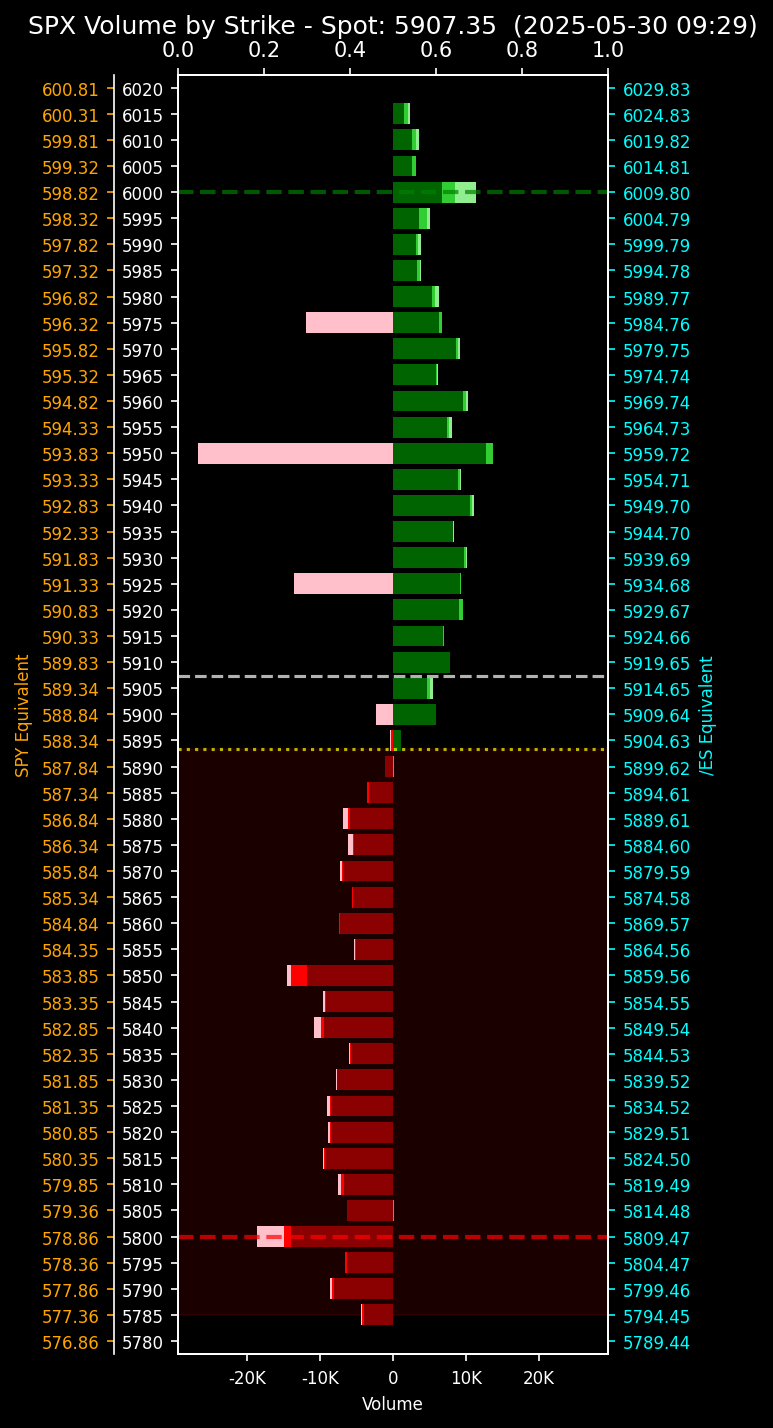 SPX Volume by Strike - Spot: 5907.35 (2025-05-30 09:29)
0.0 0.2 0.4 0.6 0.8 1.0
600.81 6020 6029.83
600.31 6015 6024.83
599.81 6010 6019.82
599.32 6005 6014.81
598.82 6000 6009.80
598.32 5995 6004.79
597.82 5990 5999.79
597.32 5985 5994.78
596.82 5980 5989.77
596.32 5975 5984.76
595.82 5970 5979.75
595.32 5965 5974.74
594.82 5960 5969.74
594.33 5955 5964.73
593.83 5950 5959.72
593.33 5945 5954.71
592.83 5940 5949.70
592.33 5935 5944.70
591.83 5930 5939.69
591.33 5925 5934.68
590.83 5920 5929.67
590.33 5915 5924.66
589.83 5910 5919.65
589.34 5905 5914.65
588.84 5900 5909.64
588.34 5895 5904.63
587.84 5890 5899.62
587.34 5885 5894.61
586.84 5880 5889.61
586.34 5875 5884.60
585.84 5870 5879.59
585.34 5865 5874.58
584.84 5860 5869.57
584.35 5855 5864.56
583.85 5850 5859.56
583.35 5845 5854.55
582.85 5840 5849.54
582.35 5835 5844.53
581.85 5830 5839.52
581.35 5825 5834.52
580.85 5820 5829.51
580.35 5815 5824.50
579.85 5810 5819.49
579.36 5805 5814.48
578.86 5800 5809.47
578.36 5795 5804.47
577.86 5790 5799.46
577.36 5785 5794.45
576.86 5780 5789.44
SPY Equivalent
/ES Equivalent
-20K -10K 0 10K 20K
Volume